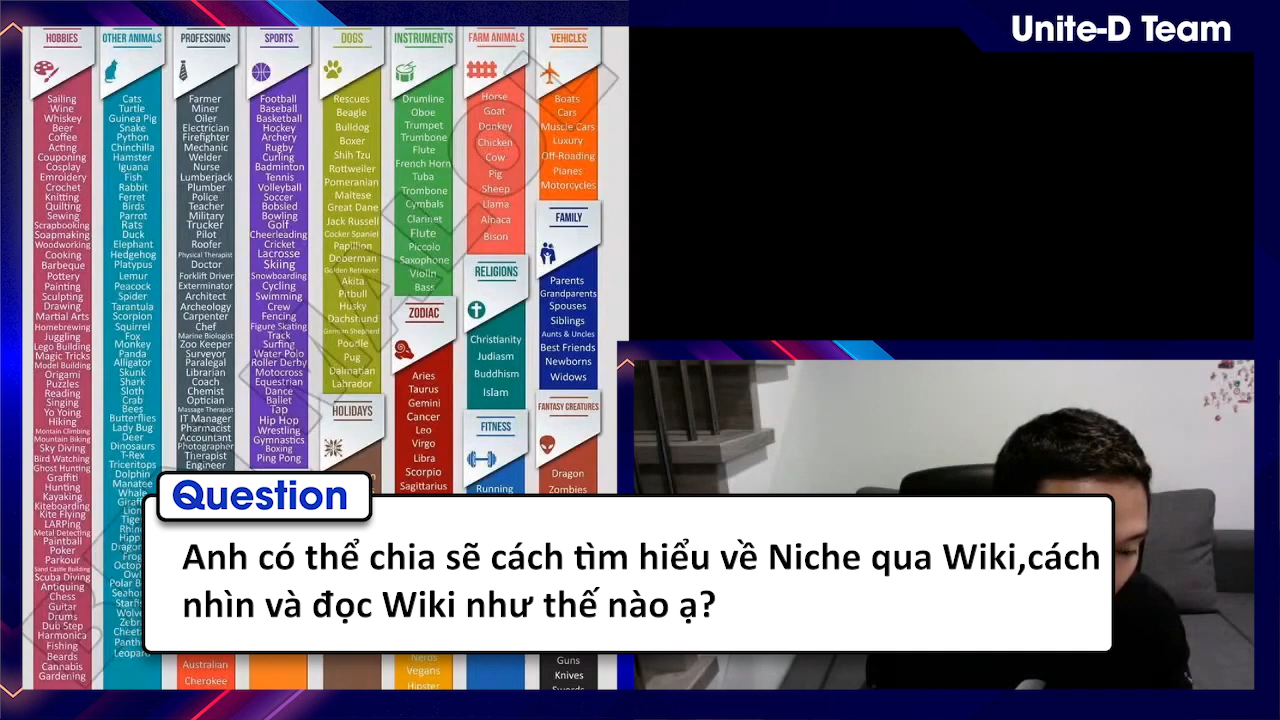 Unite-D Team
HOBBIES
Sailing
Wine
Whiskey
Beer
Coffee
Acting
Couponing
Cosplay
Emroidery
Crochet
Knitting
Quilting
Sewing
Scrapbooking
Soapmaking
Woodworking
Cooking
Barbeque
Pottery
Painting
Sculpting
Drawing
Martial Arts
Homebrewing
Juggling
Lego Building
Magic Tricks
Model Building
Origami
Puzzles
Reading
Singing
Yo Yoing
Hiking
Montain Climbing
Mountain Biking
Sky Diving
Bird Watching
Ghost Hunting
Graffiti
Hunting
Kayaking
Kiteboarding
Kite Flying
LARPing
Metal Detecting
Paintball
Poker
Parkour
Sand Castle Building
Scuba Diving
Antiquing
Chess
Guitar
Drums
Dub Step
Harmonica
Fishing
Beards
Cannabis
Gardening
OTHER ANIMALS
Cats
Turtle
Guinea Pig
Snake
Python
Chinchilla
Hamster
Iguana
Fish
Rabbit
Ferret
Birds
Parrot
Rats
Duck
Elephant
Hedgehog
Platypus
Lemur
Peacock
Spider
Tarantula
Scorpion
Squirrel
Fox
Monkey
Panda
Alligator
Skunk
Shark
Sloth
Crab
Bees
Butterflies
Lady Bug
Deer
Dinosaurs
T-Rex
Triceritops
Dolphin
Manatee
PROFESSIONS
Farmer
Miner
Oiler
Electrician
Firefighter
Mechanic
Welder
Nurse
Lumberjack
Plumber
Police
Teacher
Military
Trucker
Pilot
Roofer
Physical Therapist
Doctor
Forklift Driver
Exterminator
Architect
Archeology
Carpenter
Chef
Marine Biologist
Zoo Keeper
Surveyor
Paralegal
Librarian
Coach
Chemist
Optician
Massage Therapist
IT Manager
Pharmacist
Accountant
Photographer
Therapist
Engineer
Australian
Cherokee
SPORTS
Football
Baseball
Basketball
Hockey
Archery
Rugby
Curling
Badminton
Tennis
Volleyball
Soccer
Bobsied
Bowling
Golf
Cheerleading
Cricket
Lacrosse
Skiing
Snowboarding
Cycling
Swimming
Crew
Fencing
Figure Skating
Track
Surfing
Water Polo
Roller Derby
Motocross
Equestrian
Dance
Ballet
Tap
Hip Hop
Wrestling
Gymnastics
Boxing
Ping Pong
DOGS
Rescues
Beagle
Bulldog
Boxer
Shih Tzu
Rottweiler
Pomeranian
Maltese
Great Dane
Jack Russell
Cocker Spaniel
Papillion
Doberman
Golden Retriever
Akita
Pitbull
Husky
Dachshund
German Shepherd
Poodle
Pug
Dalmatian
Labrador
HOLIDAYS
INSTRUMENTS
Drumline
Oboe
Trumpet
Trumbone
Flute
French Horn
Tuba
Trombone
Cymbals
Clarinet
Flute
Piccolo
Saxophone
Violin
Bass
ZODIAC
Aries
Taurus
Gemini
Cancer
Leo
Virgo
Libra
Scorpio
Sagittarius
Nerds
Vegans
Hipster
FARM ANIMALS
Horse
Goat
Donkey
Chicken
Cow
Pig
Sheep
Llama
Alpaca
Bison
RELIGIONS
Christianity
Judiasm
Buddhism
Islam
FITNESS
Running
VEHICLES
Boats
Cars
Muscle Cars
Luxury
Off-Roading
Planes
Motorcycles
FAMILY
Parents
Grandparents
Spouses
Siblings
Aunts & Uncles
Best Friends
Newborns
Widows
FANTASY CREATURES
Dragon
Zombies
Guns
Knives
Swords
Question
Anh có thể chia sẽ cách tìm hiểu về Niche qua Wiki,cách
nhìn và đọc Wiki như thế nào ạ?